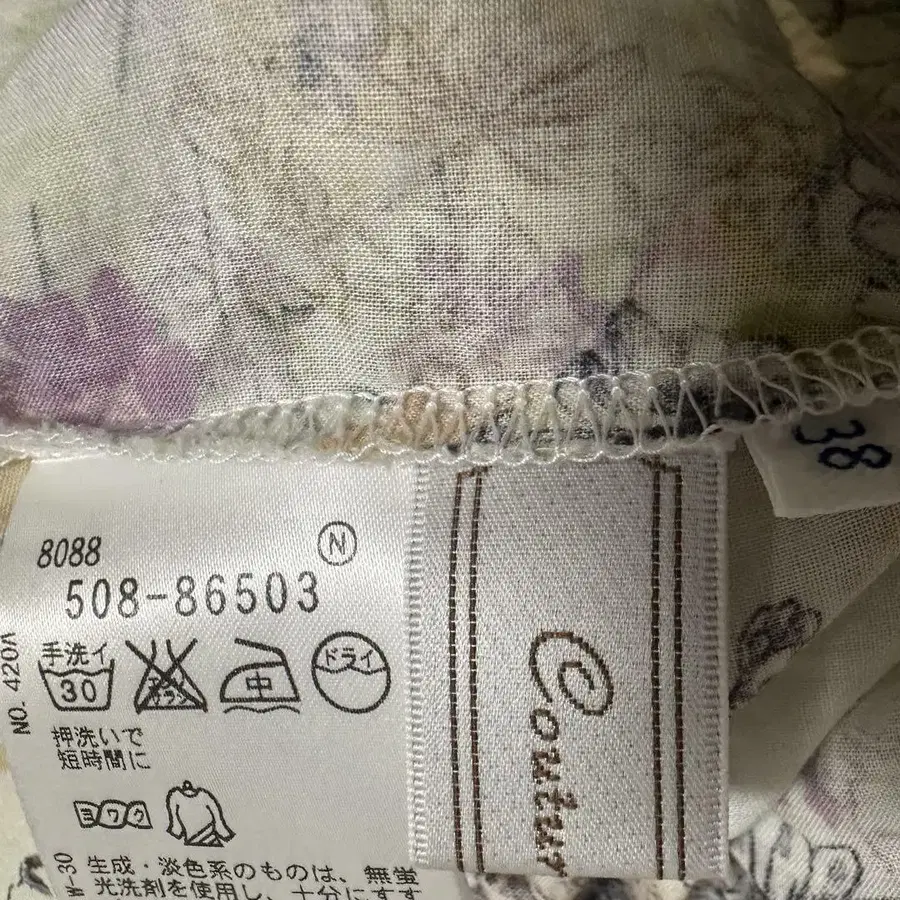 38
8088
N
508-86503
NO. 420A
手洗イ
30
中
ドライ
押洗いで
短時間に
ヨワク
生成・淡色系のものは、無蛍
光洗剤を使用し、十分にすす
Coutur